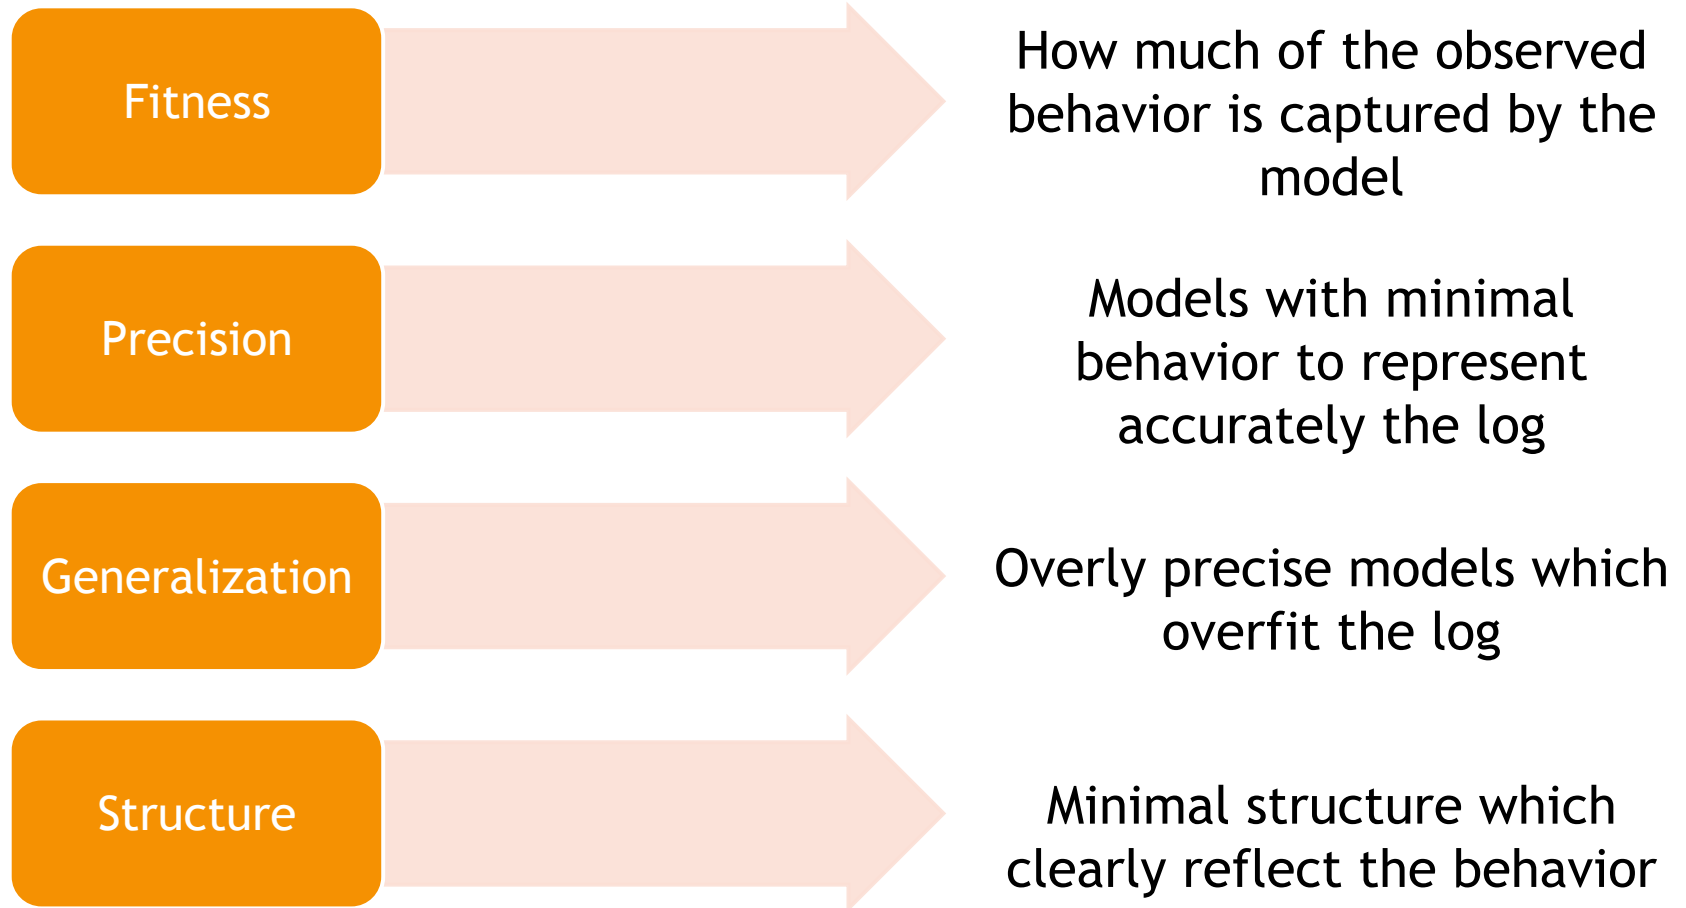 Fitness
How much of the observed
behavior is captured by the
model
Precision
Models with minimal
behavior to represent
accurately the log
Generalization
Overly precise models which
overfit the log
Structure
Minimal structure which
clearly reflect the behavior